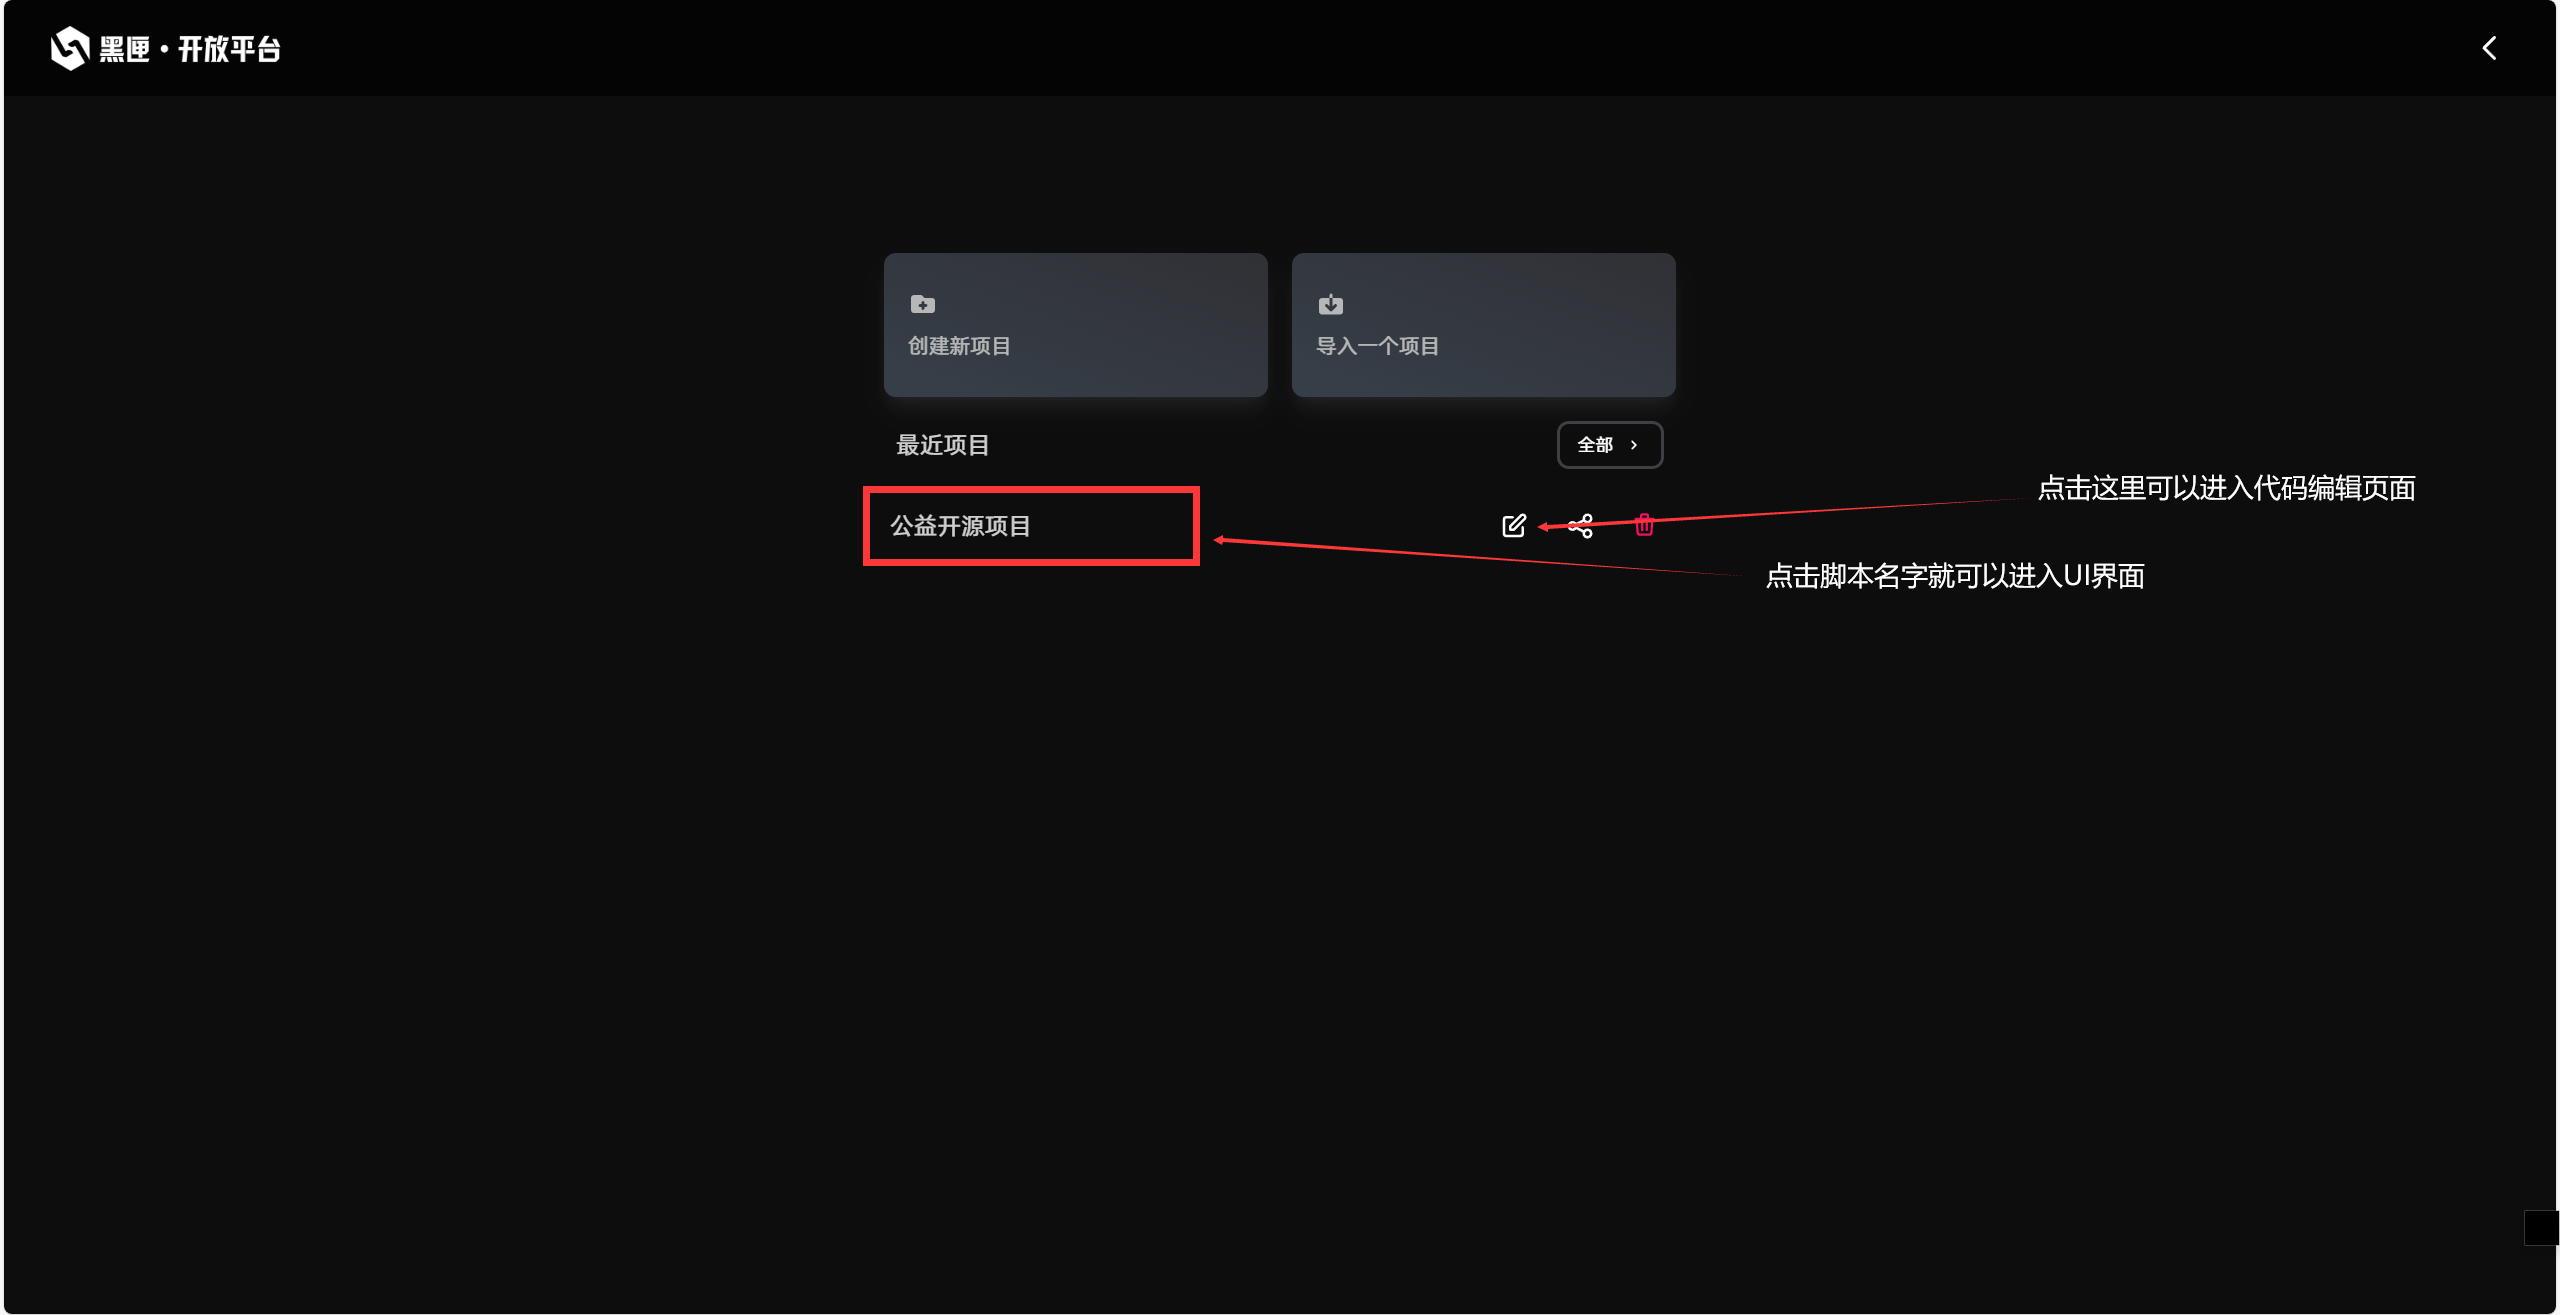 黑匣·开放平台
创建新项目
导入一个项目
最近项目
全部
点击这里可以进入代码编辑页面
公益开源项目
点击脚本名字就可以进入UI界面